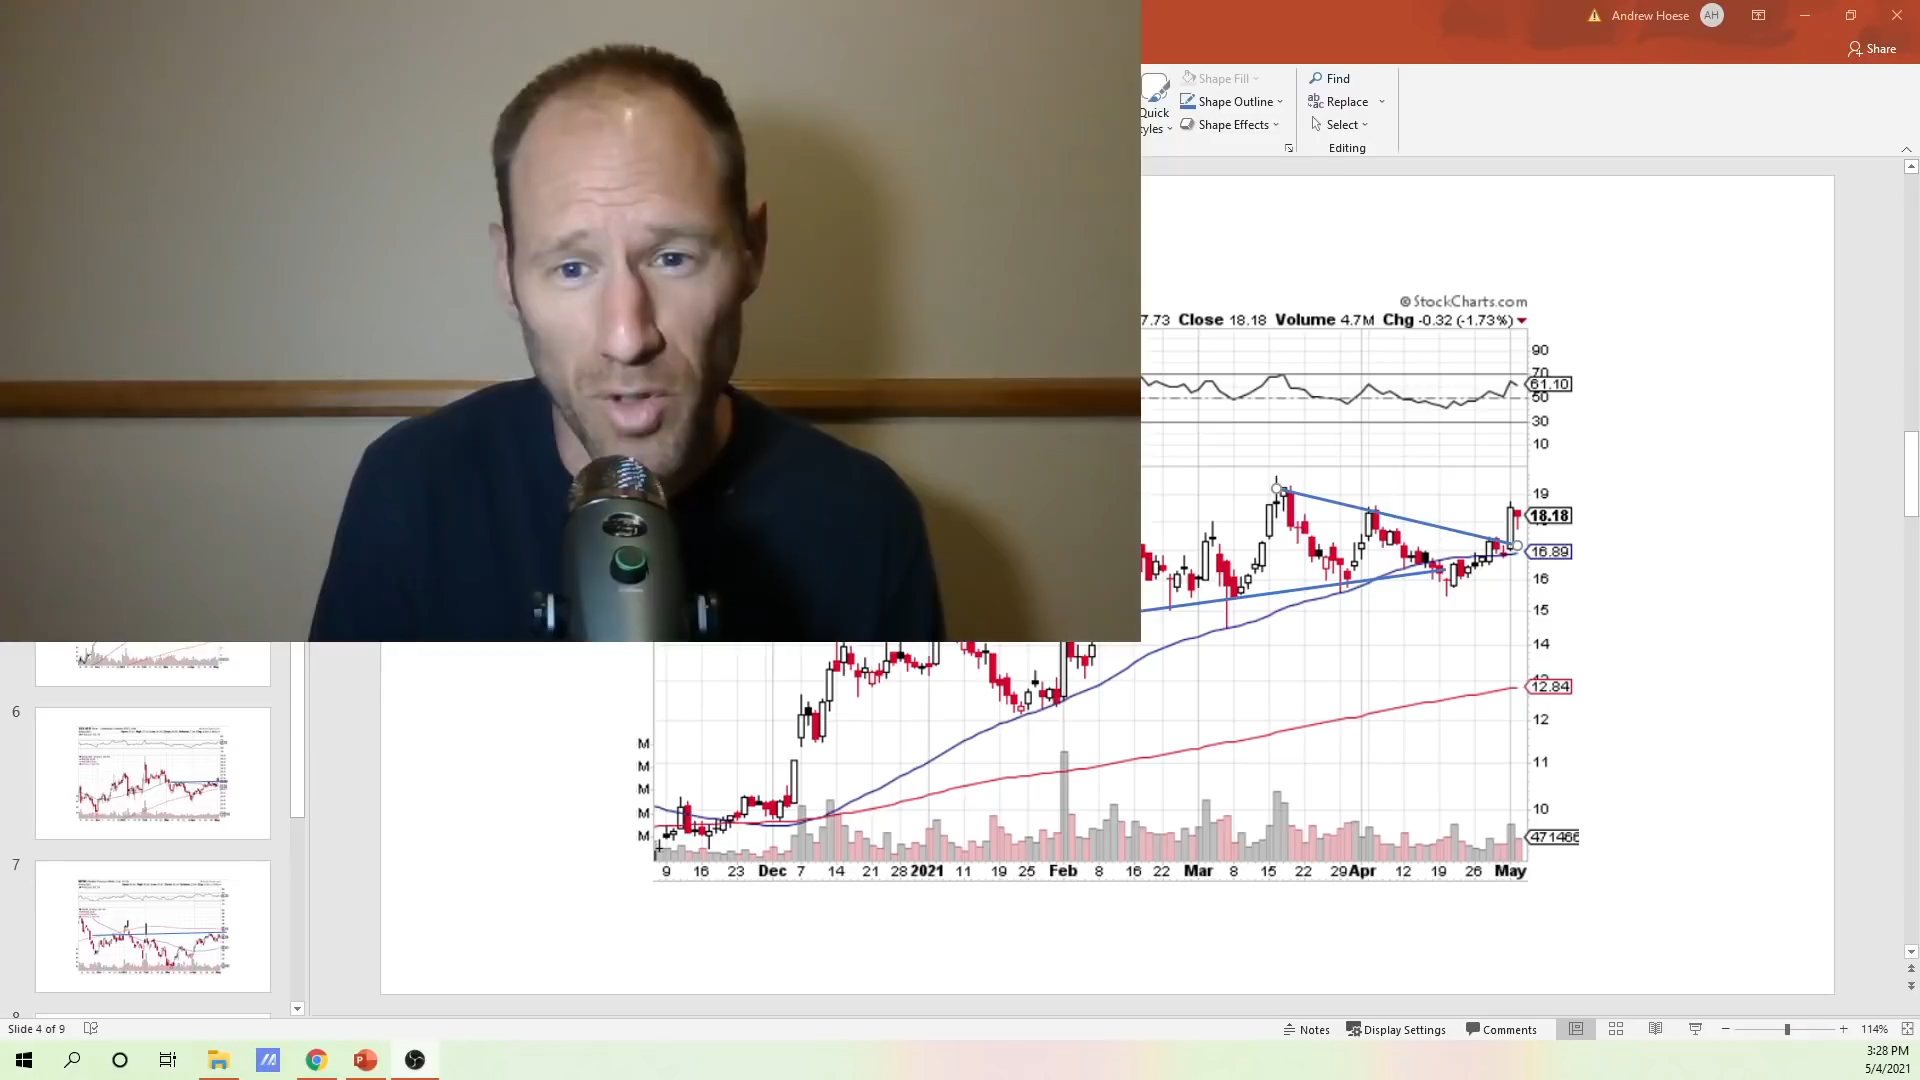 Andrew Hoese AH
Share
Shape Fill
Find
Quick
Shape Outline
Replace
Styles
Shape Effects
Select
Editing
© StockCharts.com
7.73 Close 18.18 Volume 4.7M Chg -0.32 (-1.73%)
90
70
61.10
50
30
10
19
18.18
16.89
16
15
14
12.84
12
11
10
471466
M
M
M
M
M
9 16 23 Dec 7 14 21 28 2021 11 19 25 Feb 8 16 22 Mar 8 15 22 29 Apr 12 19 26 May
6
7
8
Slide 4 of 9
Notes
Display Settings
Comments
114%
3:28 PM
5/4/2021